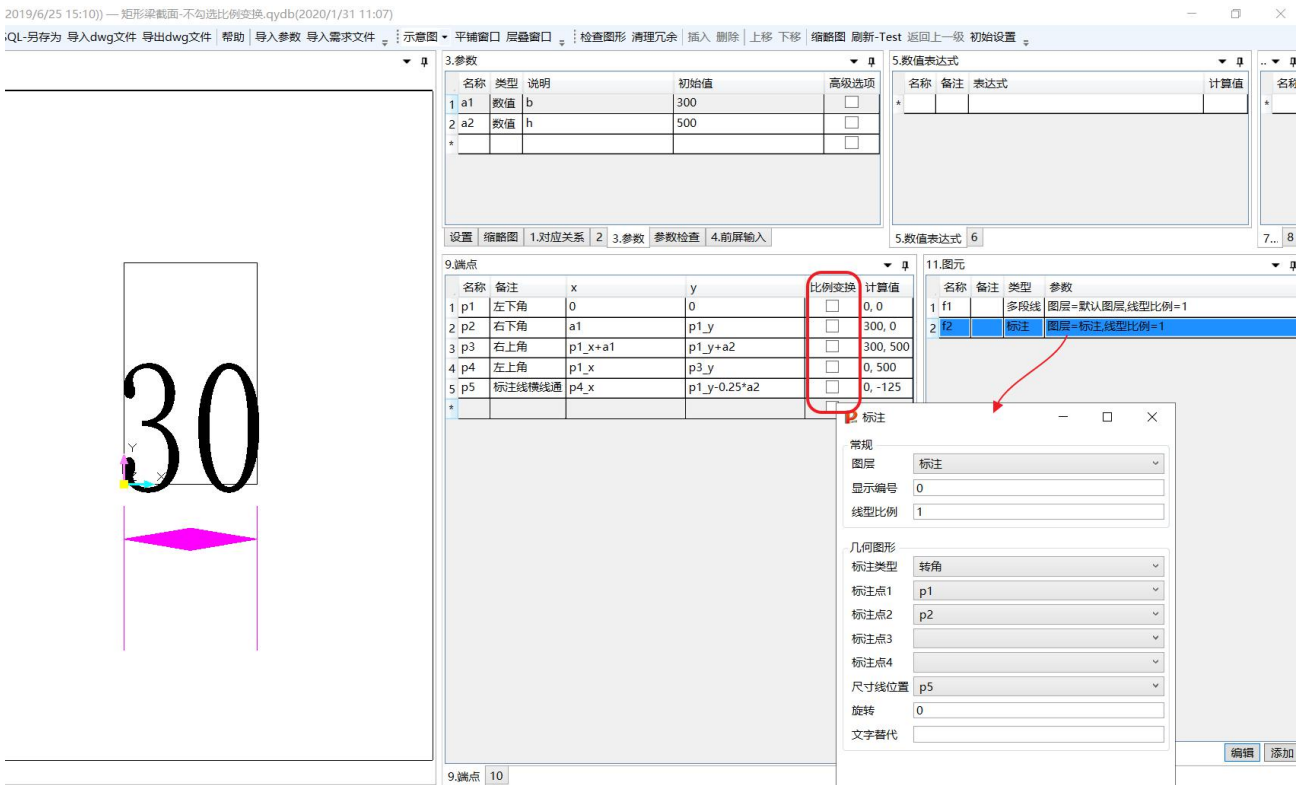 2019/6/25 15:10)) — 矩形梁截面-不勾选比例变换.qydb(2020/1/31 11:07)
QL-另存为 导入dwg文件 导出dwg文件 帮助 导入参数 导入需求文件 示意图 平铺窗口 层叠窗口 检查图形 清理冗余 插入 删除 上移 下移 缩略图 刷新-Test 返回上一级 初始设置
3.参数
名称 类型 说明 初始值 高级选项
1 a1 数值 b 300
2 a2 数值 h 500
*
设置 缩略图 1.对应关系 2 3.参数 参数检查 4.前屏输入
5.数值表达式
名称 备注 表达式 计算值
*
5.数值表达式 6
..
名称
*
7... 8
30
Y
X
9.端点
名称 备注 x y 比例变换 计算值
1 p1 左下角 0 0 0, 0
2 p2 右下角 a1 p1_y 300, 0
3 p3 右上角 p1_x+a1 p1_y+a2 300, 500
4 p4 左上角 p1_x p3_y 0, 500
5 p5 标注线横线通 p4_x p1_y-0.25*a2 0, -125
*
9.端点 10
11.图元
名称 备注 类型 参数
1 f1 多段线 图层=默认图层,线型比例=1
2 f2 标注 图层=标注,线型比例=1
标注
常规
图层 标注
显示编号 0
线型比例 1
几何图形
标注类型 转角
标注点1 p1
标注点2 p2
标注点3
标注点4
尺寸线位置 p5
旋转 0
文字替代
编辑 添加